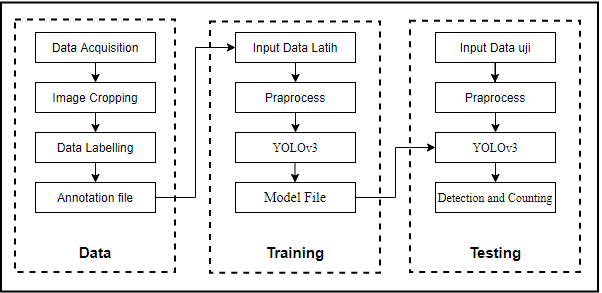 Data Acquisition
Image Cropping
Data Labelling
Annotation file
Data
Input Data Latih
Praprocess
YOLOv3
Model File
Training
Input Data uji
Praprocess
YOLOv3
Detection and Counting
Testing